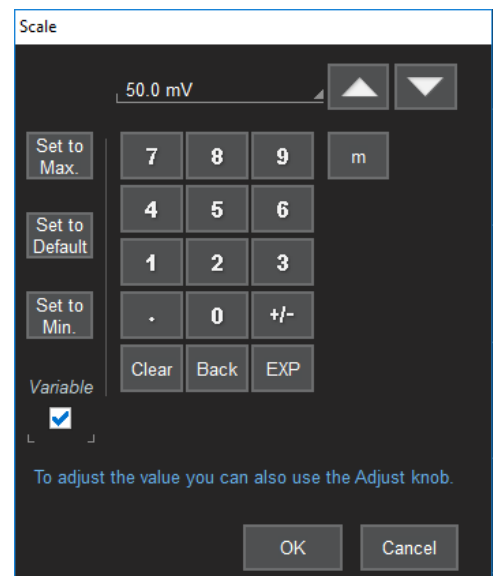 Scale
50.0 mV
Set to
Max.
7 8 9 m
Set to
Default
4 5 6
1 2 3
Set to
Min.
. 0 +/-
Clear Back EXP
Variable
To adjust the value you can also use the Adjust knob.
OK Cancel